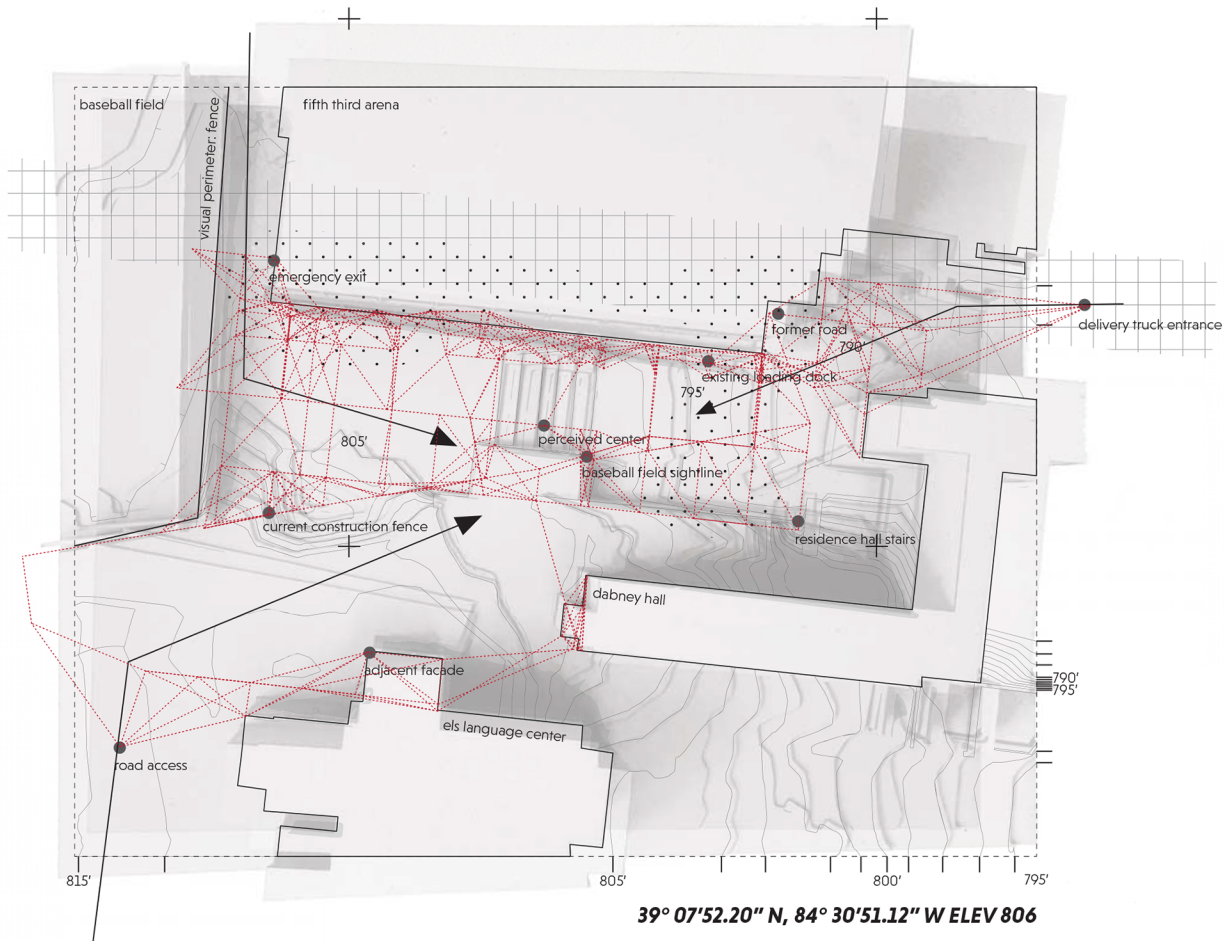 baseball field
fifth third arena
visual perimeter: fence
emergency exit
delivery truck entrance
former road
790'
existing loading dock
795'
perceived center
805'
baseball field sightline
current construction fence
residence hall stairs
dabney hall
adjacent facade
790'
795'
els language center
road access
815'
805'
800'
795'
39° 07'52.20" N, 84° 30'51.12" W ELEV 806